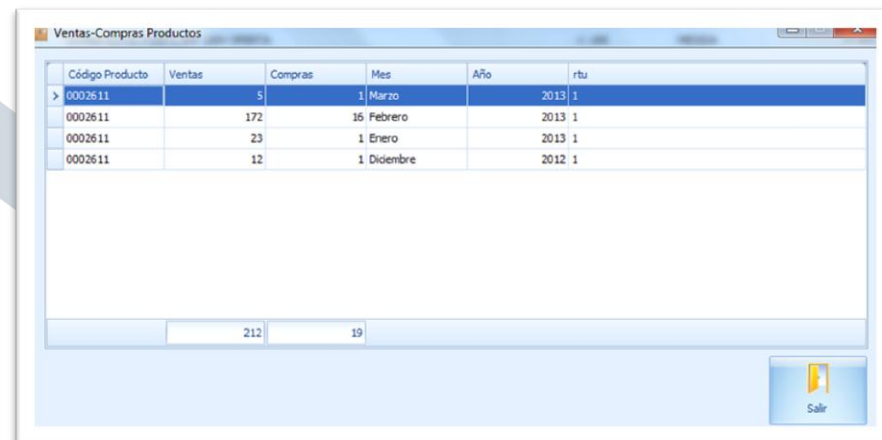 Ventas-Compras Productos
Código Producto Ventas Compras Mes Año rtu
0002611 5 1 Marzo 2013 1
0002611 172 16 Febrero 2013 1
0002611 23 1 Enero 2013 1
0002611 12 1 Diciembre 2012 1
212 19
Salir